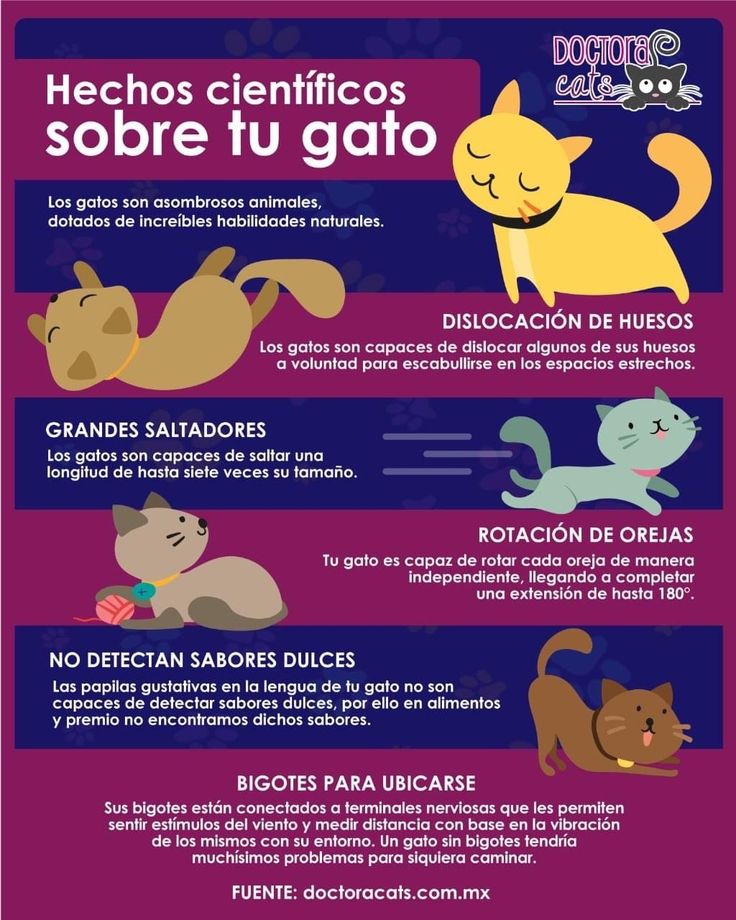 DOCTORA
cats
Hechos científicos
sobre tu gato
Los gatos son asombrosos animales,
dotados de increíbles habilidades naturales.
DISLOCACIÓN DE HUESOS
Los gatos son capaces de dislocar algunos de sus huesos
a voluntad para escabullirse en los espacios estrechos.
GRANDES SALTADORES
Los gatos son capaces de saltar una
longitud de hasta siete veces su tamaño.
ROTACIÓN DE OREJAS
Tu gato es capaz de rotar cada oreja de manera
independiente, llegando a completar
una extensión de hasta 180°.
NO DETECTAN SABORES DULCES
Las papilas gustativas en la lengua de tu gato no son
capaces de detectar sabores dulces, por ello en alimentos
y premio no encontramos dichos sabores.
BIGOTES PARA UBICARSE
Sus bigotes están conectados a terminales nerviosas que les permiten
sentir estímulos del viento y medir distancia con base en la vibración
de los mismos con su entorno. Un gato sin bigotes tendría
muchísimos problemas para siquiera caminar.
FUENTE: doctoracats.com.mx